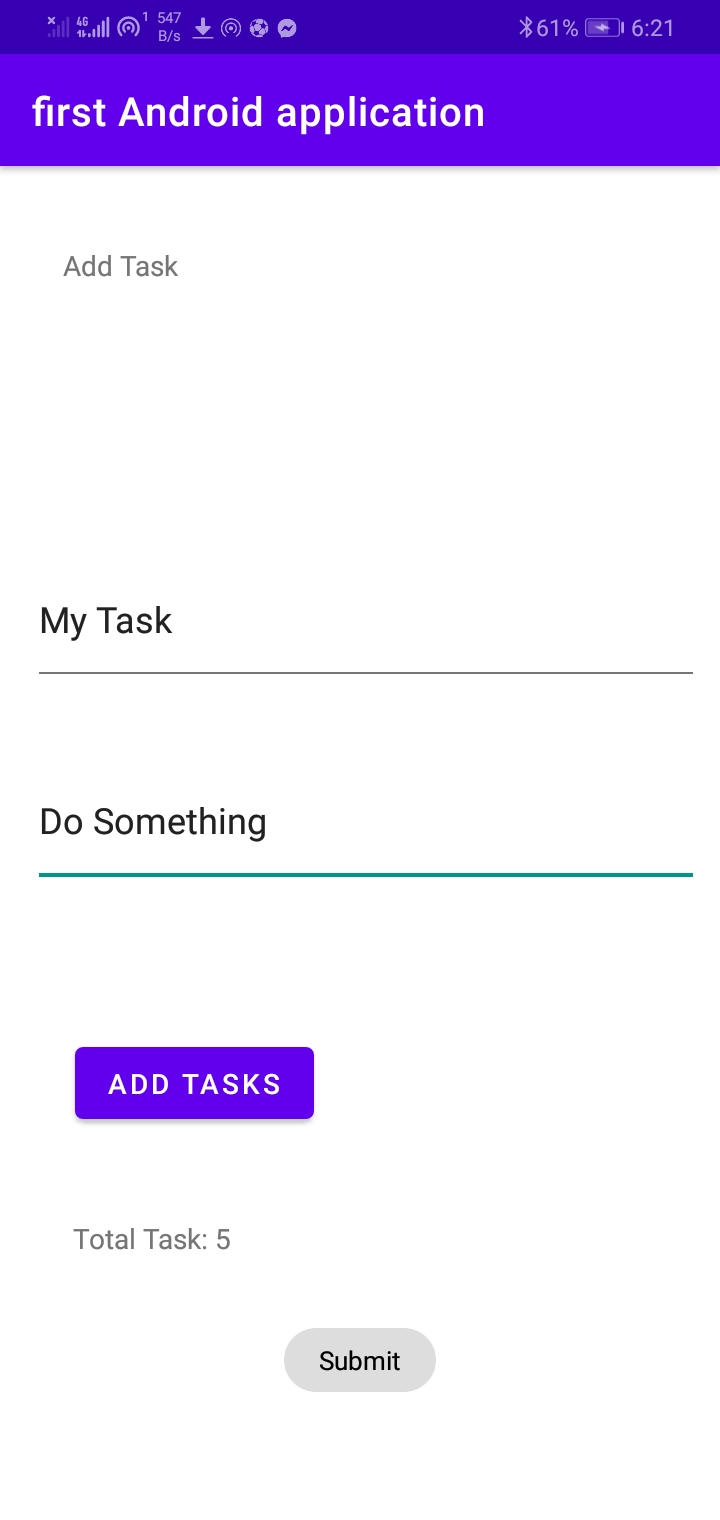 4G 1 547 B/s 61% 6:21
first Android application
Add Task
My Task
Do Something
ADD TASKS
Total Task: 5
Submit